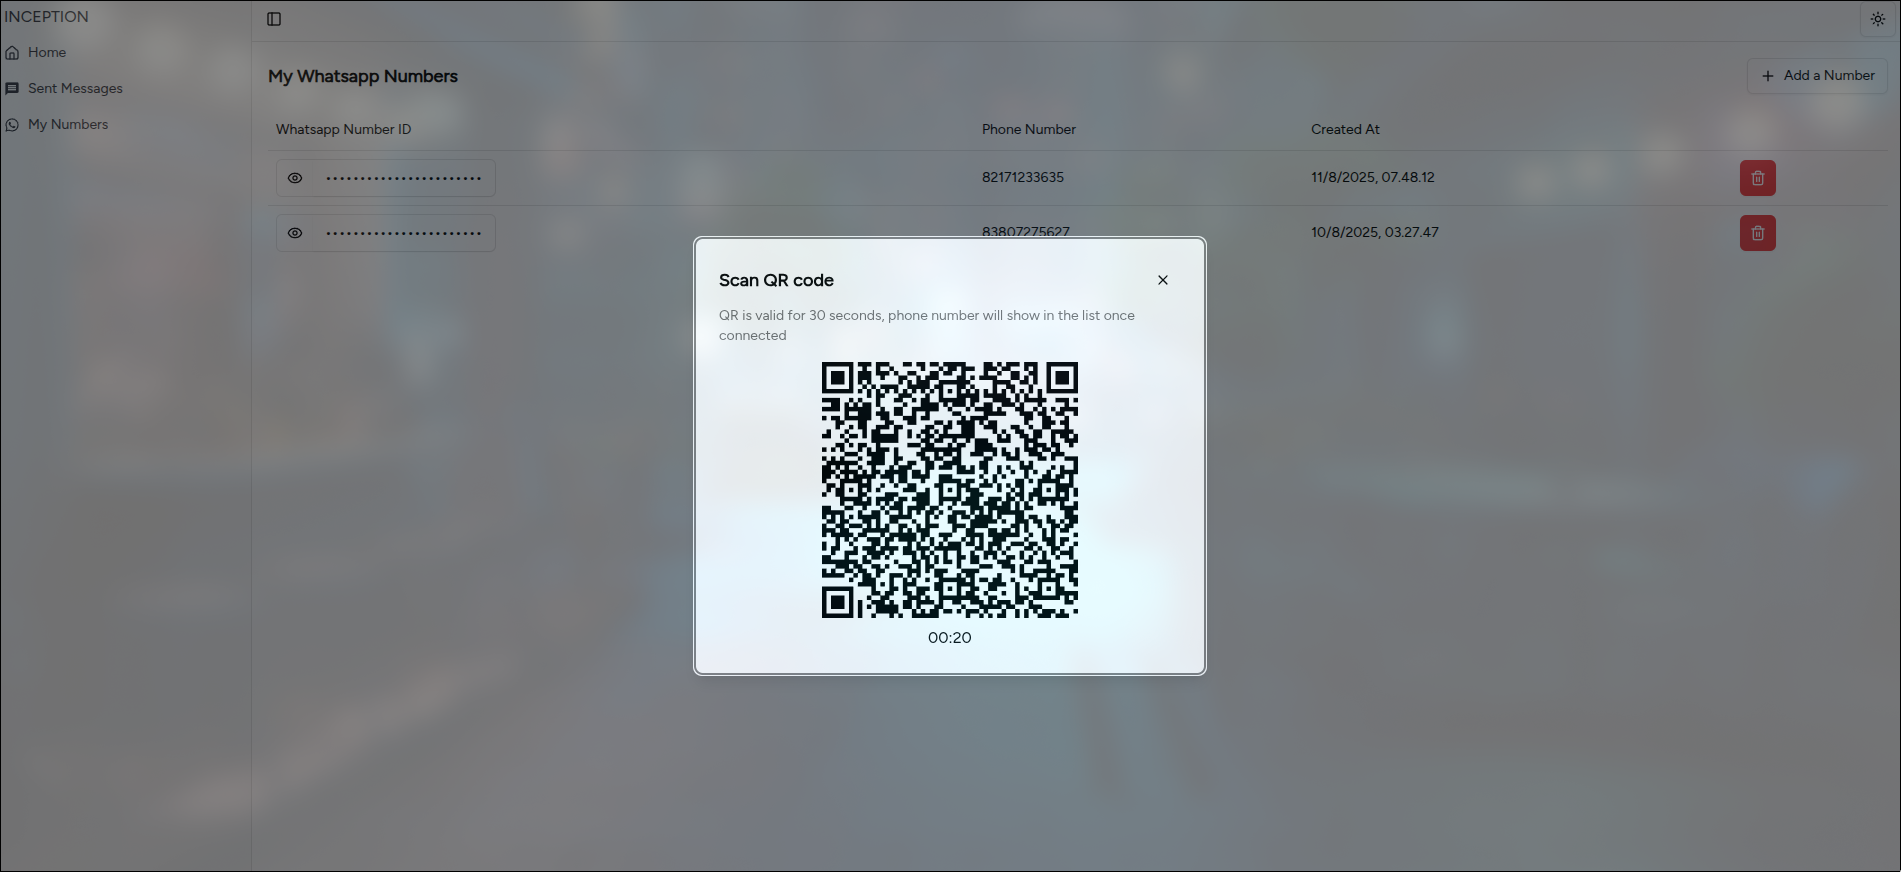 INCEPTION
Home
Sent Messages
My Numbers
My Whatsapp Numbers
Add a Number
Whatsapp Number ID Phone Number Created At
••••••••••••••••••••••• 82171233635 11/8/2025, 07.48.12
••••••••••••••••••••••• 83807275627 10/8/2025, 03.27.47
Scan QR code
QR is valid for 30 seconds, phone number will show in the list once
connected
00:20